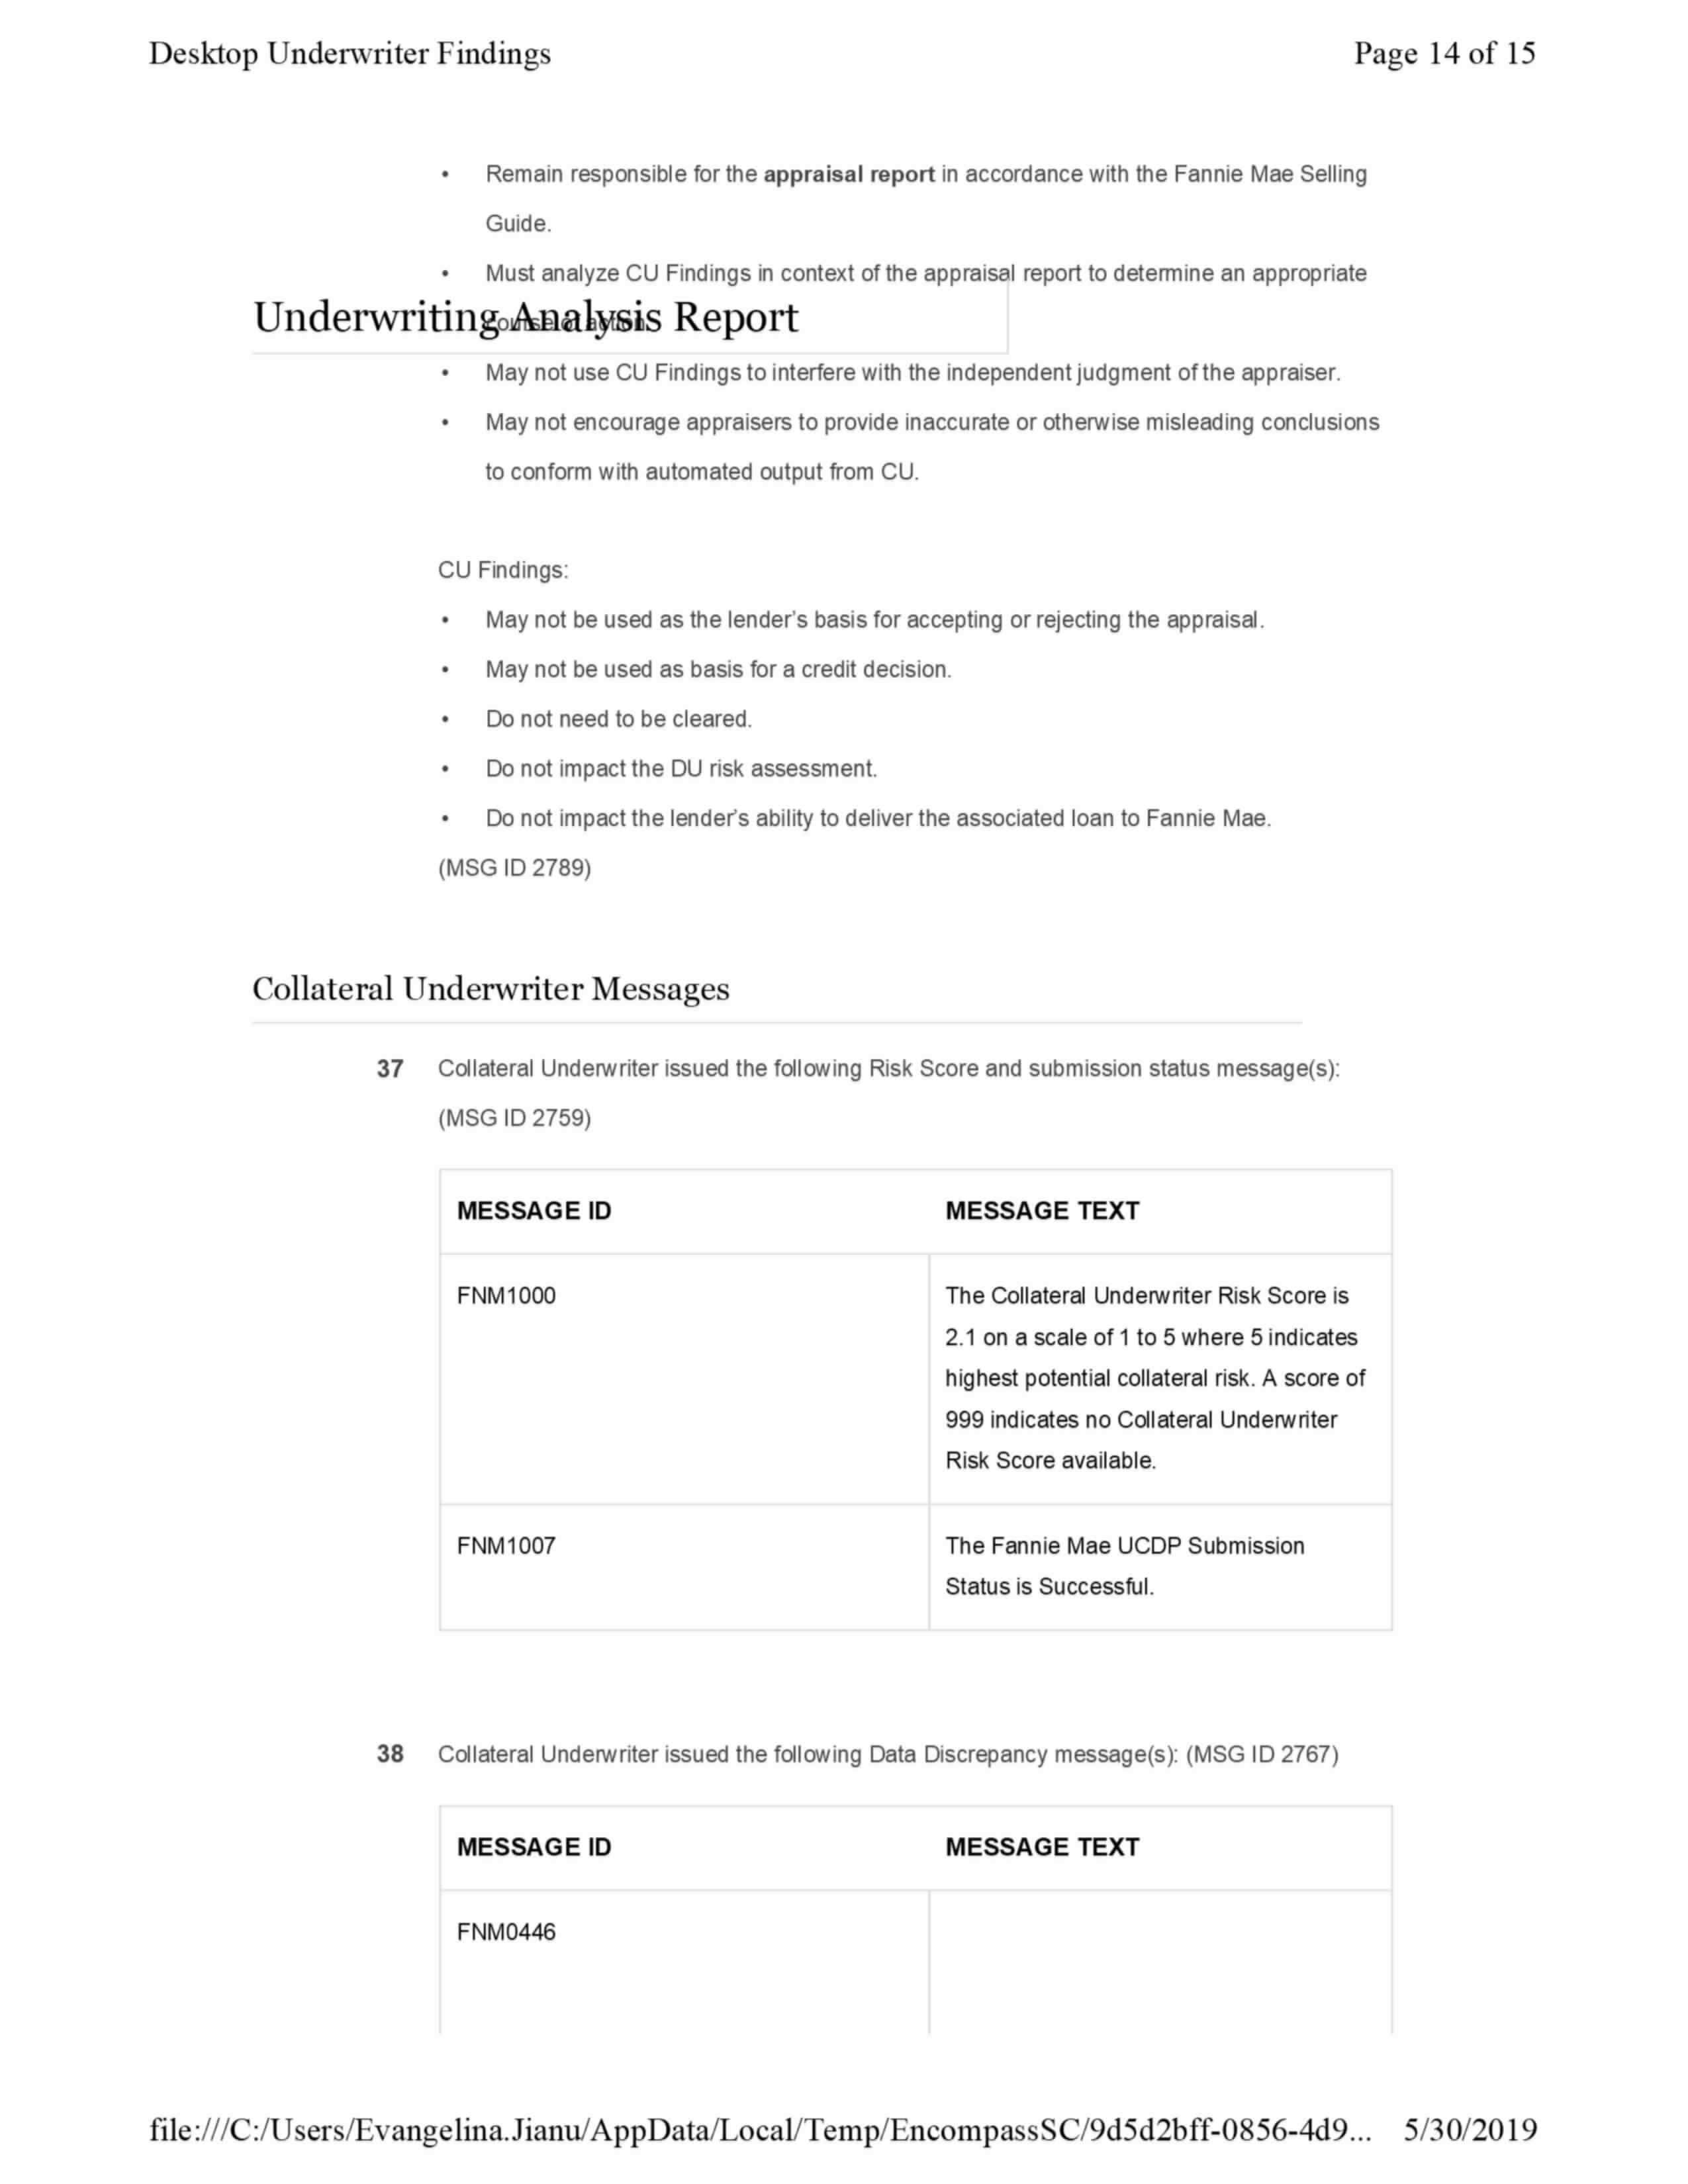 Desktop Underwriter Findings Page 14 of 15
• Remain responsible for the appraisal report in accordance with the Fannie Mae Selling
Guide.
• Must analyze CU Findings in context of the appraisal report to determine an appropriate
Underwriting Analysis Report
course of action.
• May not use CU Findings to interfere with the independent judgment of the appraiser.
• May not encourage appraisers to provide inaccurate or otherwise misleading conclusions
to conform with automated output from CU.
CU Findings:
• May not be used as the lender's basis for accepting or rejecting the appraisal.
• May not be used as basis for a credit decision.
• Do not need to be cleared.
• Do not impact the DU risk assessment.
• Do not impact the lender's ability to deliver the associated loan to Fannie Mae.
(MSG ID 2789)
Collateral Underwriter Messages
37 Collateral Underwriter issued the following Risk Score and submission status message(s):
(MSG ID 2759)
MESSAGE ID MESSAGE TEXT
FNM1000 The Collateral Underwriter Risk Score is
2.1 on a scale of 1 to 5 where 5 indicates
highest potential collateral risk. A score of
999 indicates no Collateral Underwriter
Risk Score available.
FNM1007 The Fannie Mae UCDP Submission
Status is Successful.
38 Collateral Underwriter issued the following Data Discrepancy message(s): (MSG ID 2767)
MESSAGE ID MESSAGE TEXT
FNM0446
file:///C:/Users/Evangelina.Jianu/AppData/Local/Temp/EncompassSC/9d5d2bff-0856-4d9... 5/30/2019